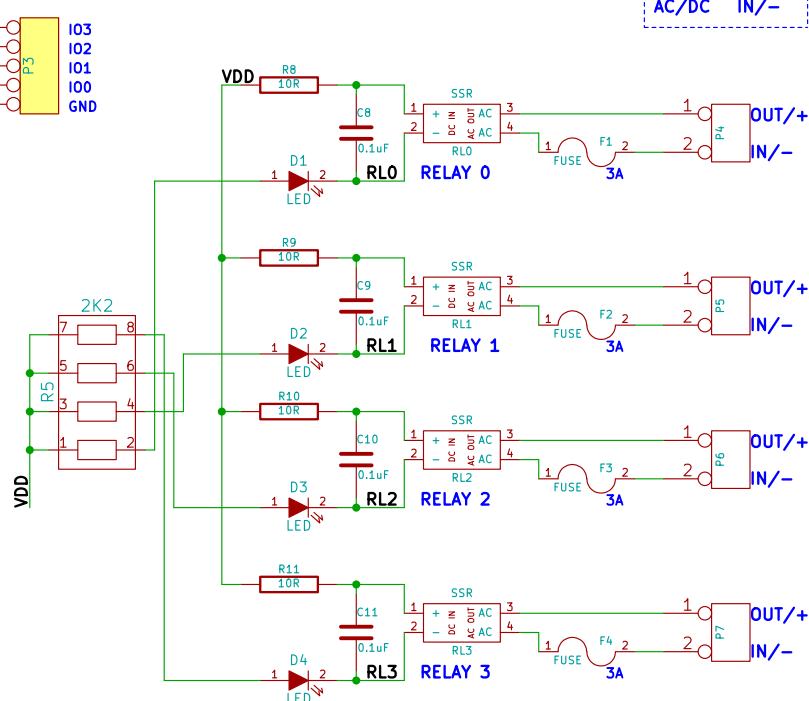 AC/DC IN/-
IO3
IO2
IO1
IO0
GND
P3
VDD
R8
10R
C8
0.1uF
SSR
1 + DC IN AC OUT AC 3
2 - AC 4
RL0
RELAY 0
RL0
D1
1 2
LED
1 F1 2
FUSE
3A
1 OUT/+
2 IN/-
P4
R9
10R
C9
0.1uF
SSR
1 + DC IN AC OUT AC 3
2 - AC 4
RL1
RELAY 1
RL1
D2
1 2
LED
1 F2 2
FUSE
3A
1 OUT/+
2 IN/-
P5
2K2
7 8
5 6
3 4
1 2
R5
VDD
R10
10R
C10
0.1uF
SSR
1 + DC IN AC OUT AC 3
2 - AC 4
RL2
RELAY 2
RL2
D3
1 2
LED
1 F3 2
FUSE
3A
1 OUT/+
2 IN/-
P6
R11
10R
C11
0.1uF
SSR
1 + DC IN AC OUT AC 3
2 - AC 4
RL3
RELAY 3
RL3
D4
1 2
LED
1 F4 2
FUSE
3A
1 OUT/+
2 IN/-
P7